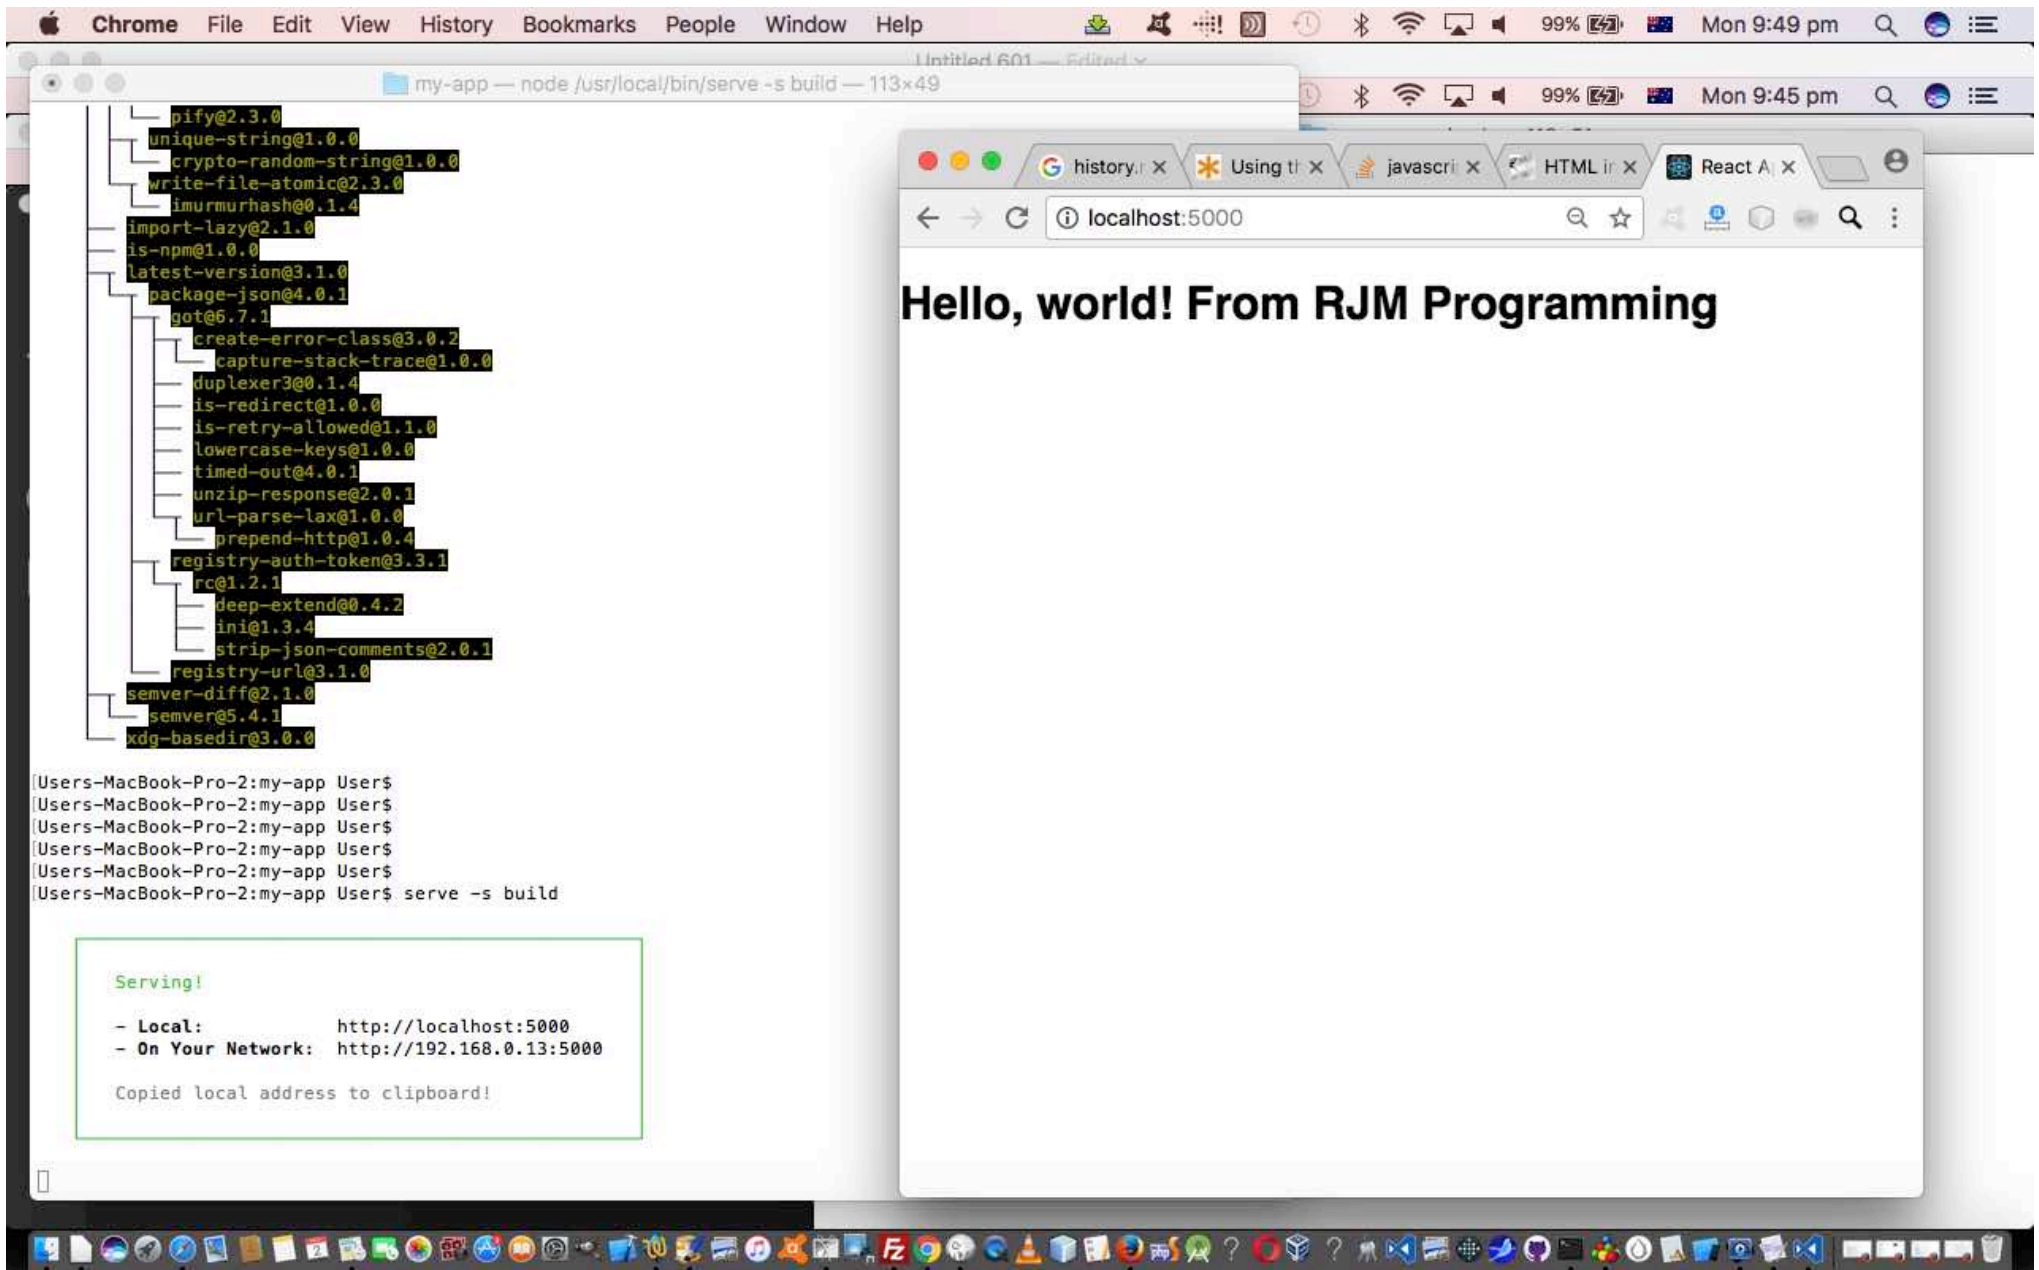 Chrome File Edit View History Bookmarks People Window Help 99% Mon 9:49 pm
Untitled 601 — Edited
my-app — node /usr/local/bin/serve -s build — 113×49
99% Mon 9:45 pm
pify@2.3.0
unique-string@1.0.0
crypto-random-string@1.0.0
write-file-atomic@2.3.0
imurmurhash@0.1.4
import-lazy@2.1.0
is-npm@1.0.0
latest-version@3.1.0
package-json@4.0.1
got@6.7.1
create-error-class@3.0.2
capture-stack-trace@1.0.0
duplexer3@0.1.4
is-redirect@1.0.0
is-retry-allowed@1.1.0
lowercase-keys@1.0.0
timed-out@4.0.1
unzip-response@2.0.1
url-parse-lax@1.0.0
prepend-http@1.0.4
registry-auth-token@3.3.1
rc@1.2.1
deep-extend@0.4.2
ini@1.3.4
strip-json-comments@2.0.1
registry-url@3.1.0
semver-diff@2.1.0
semver@5.4.1
xdg-basedir@3.0.0
[Users-MacBook-Pro-2:my-app User$
[Users-MacBook-Pro-2:my-app User$
[Users-MacBook-Pro-2:my-app User$
[Users-MacBook-Pro-2:my-app User$
[Users-MacBook-Pro-2:my-app User$
[Users-MacBook-Pro-2:my-app User$ serve -s build
Serving!
- Local: http://localhost:5000
- On Your Network: http://192.168.0.13:5000
Copied local address to clipboard!
history.r Using th javascri HTML in React A
localhost:5000
Hello, world! From RJM Programming